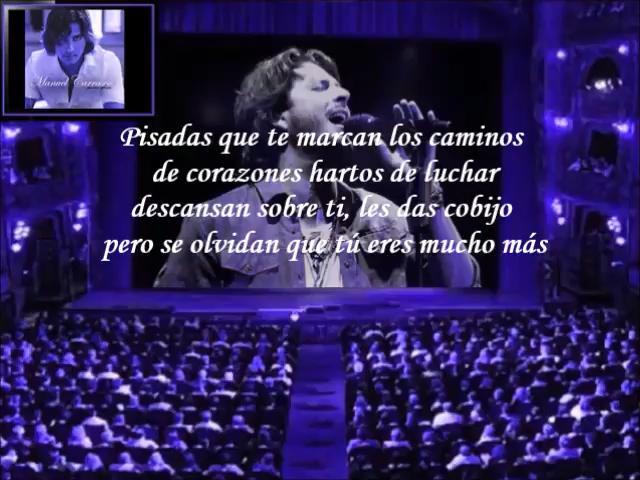 Manuel Carrasco
Pisadas que te marcan los caminos
de corazones hartos de luchar
descansan sobre ti, les das cobijo
pero se olvidan que tú eres mucho más